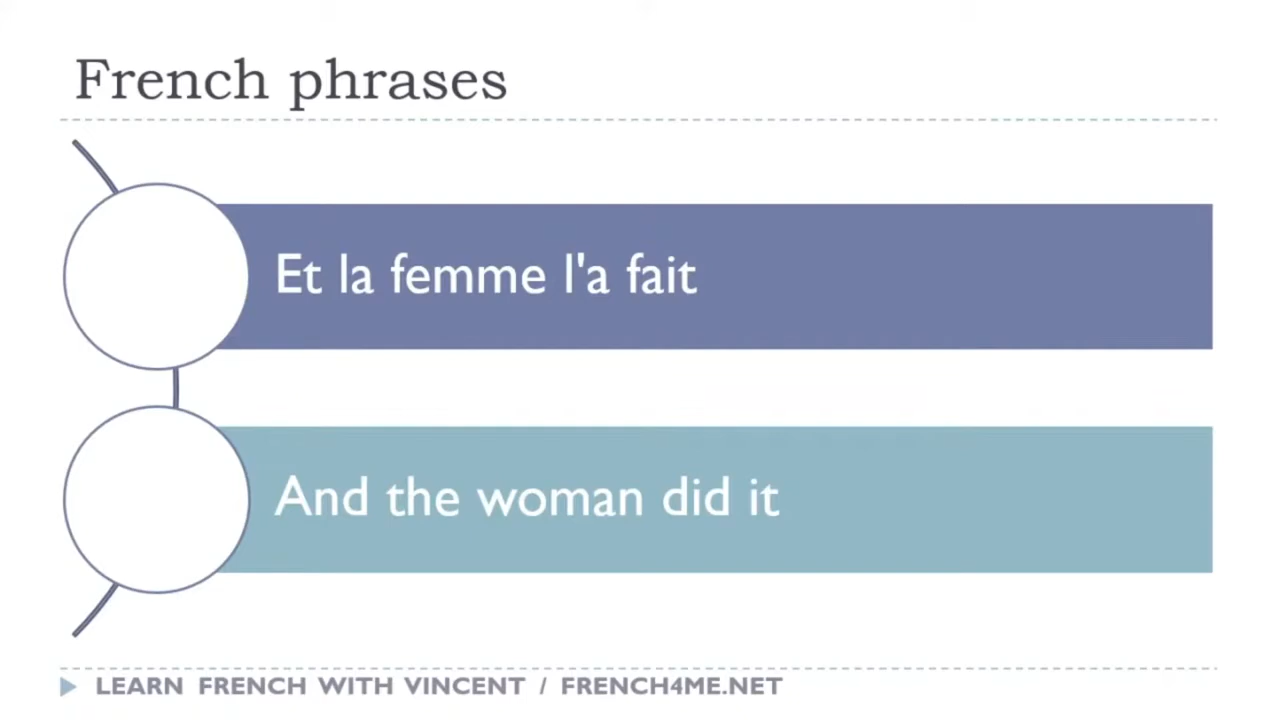 French phrases
Et la femme l'a fait
And the woman did it
LEARN FRENCH WITH VINCENT / FRENCH4ME.NET